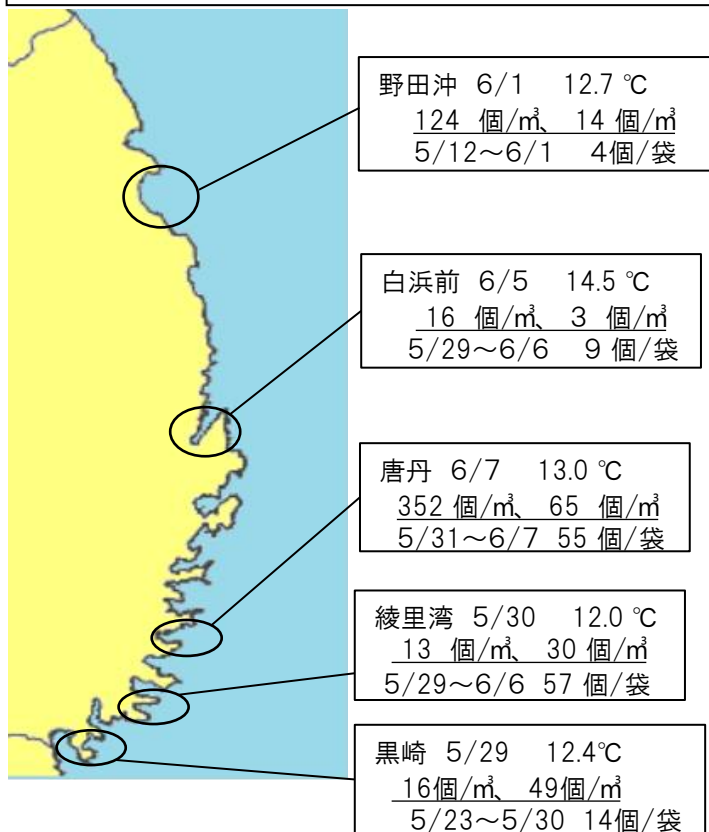 野田沖 6/1 12.7 ℃
124 個/㎥、 14 個/㎥
5/12～6/1 4個/袋
白浜前 6/5 14.5 ℃
16 個/㎥、 3 個/㎥
5/29～6/6 9 個/袋
唐丹 6/7 13.0 ℃
352 個/㎥、 65 個/㎥
5/31～6/7 55 個/袋
綾里湾 5/30 12.0 ℃
13 個/㎥、 30 個/㎥
5/29～6/6 57 個/袋
黒崎 5/29 12.4℃
16個/㎥、 49個/㎥
5/23～5/30 14個/袋